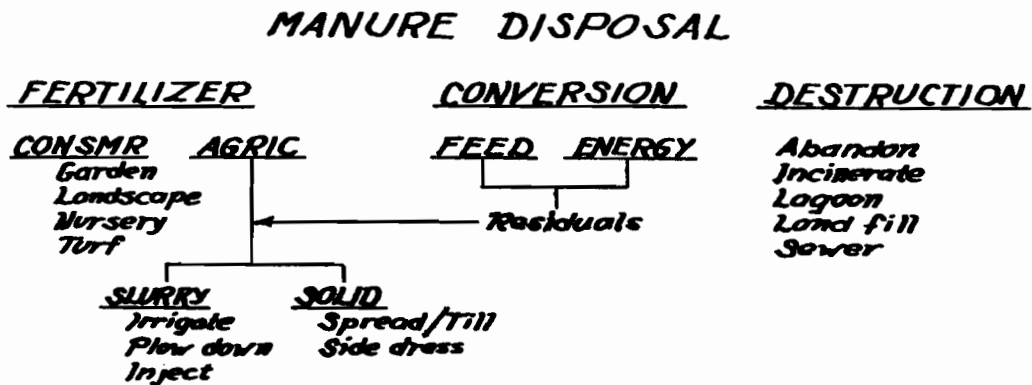 MANURE DISPOSAL
FERTILIZER
CONSMR
Garden
Landscape
Nursery
Turf
AGRIC
SLURRY
Irrigate
Plow down
Inject
SOLID
Spread/Till
Side dress
CONVERSION
FEED ENERGY
Residuals
DESTRUCTION
Abandon
Incinerate
Lagoon
Land fill
Sewer